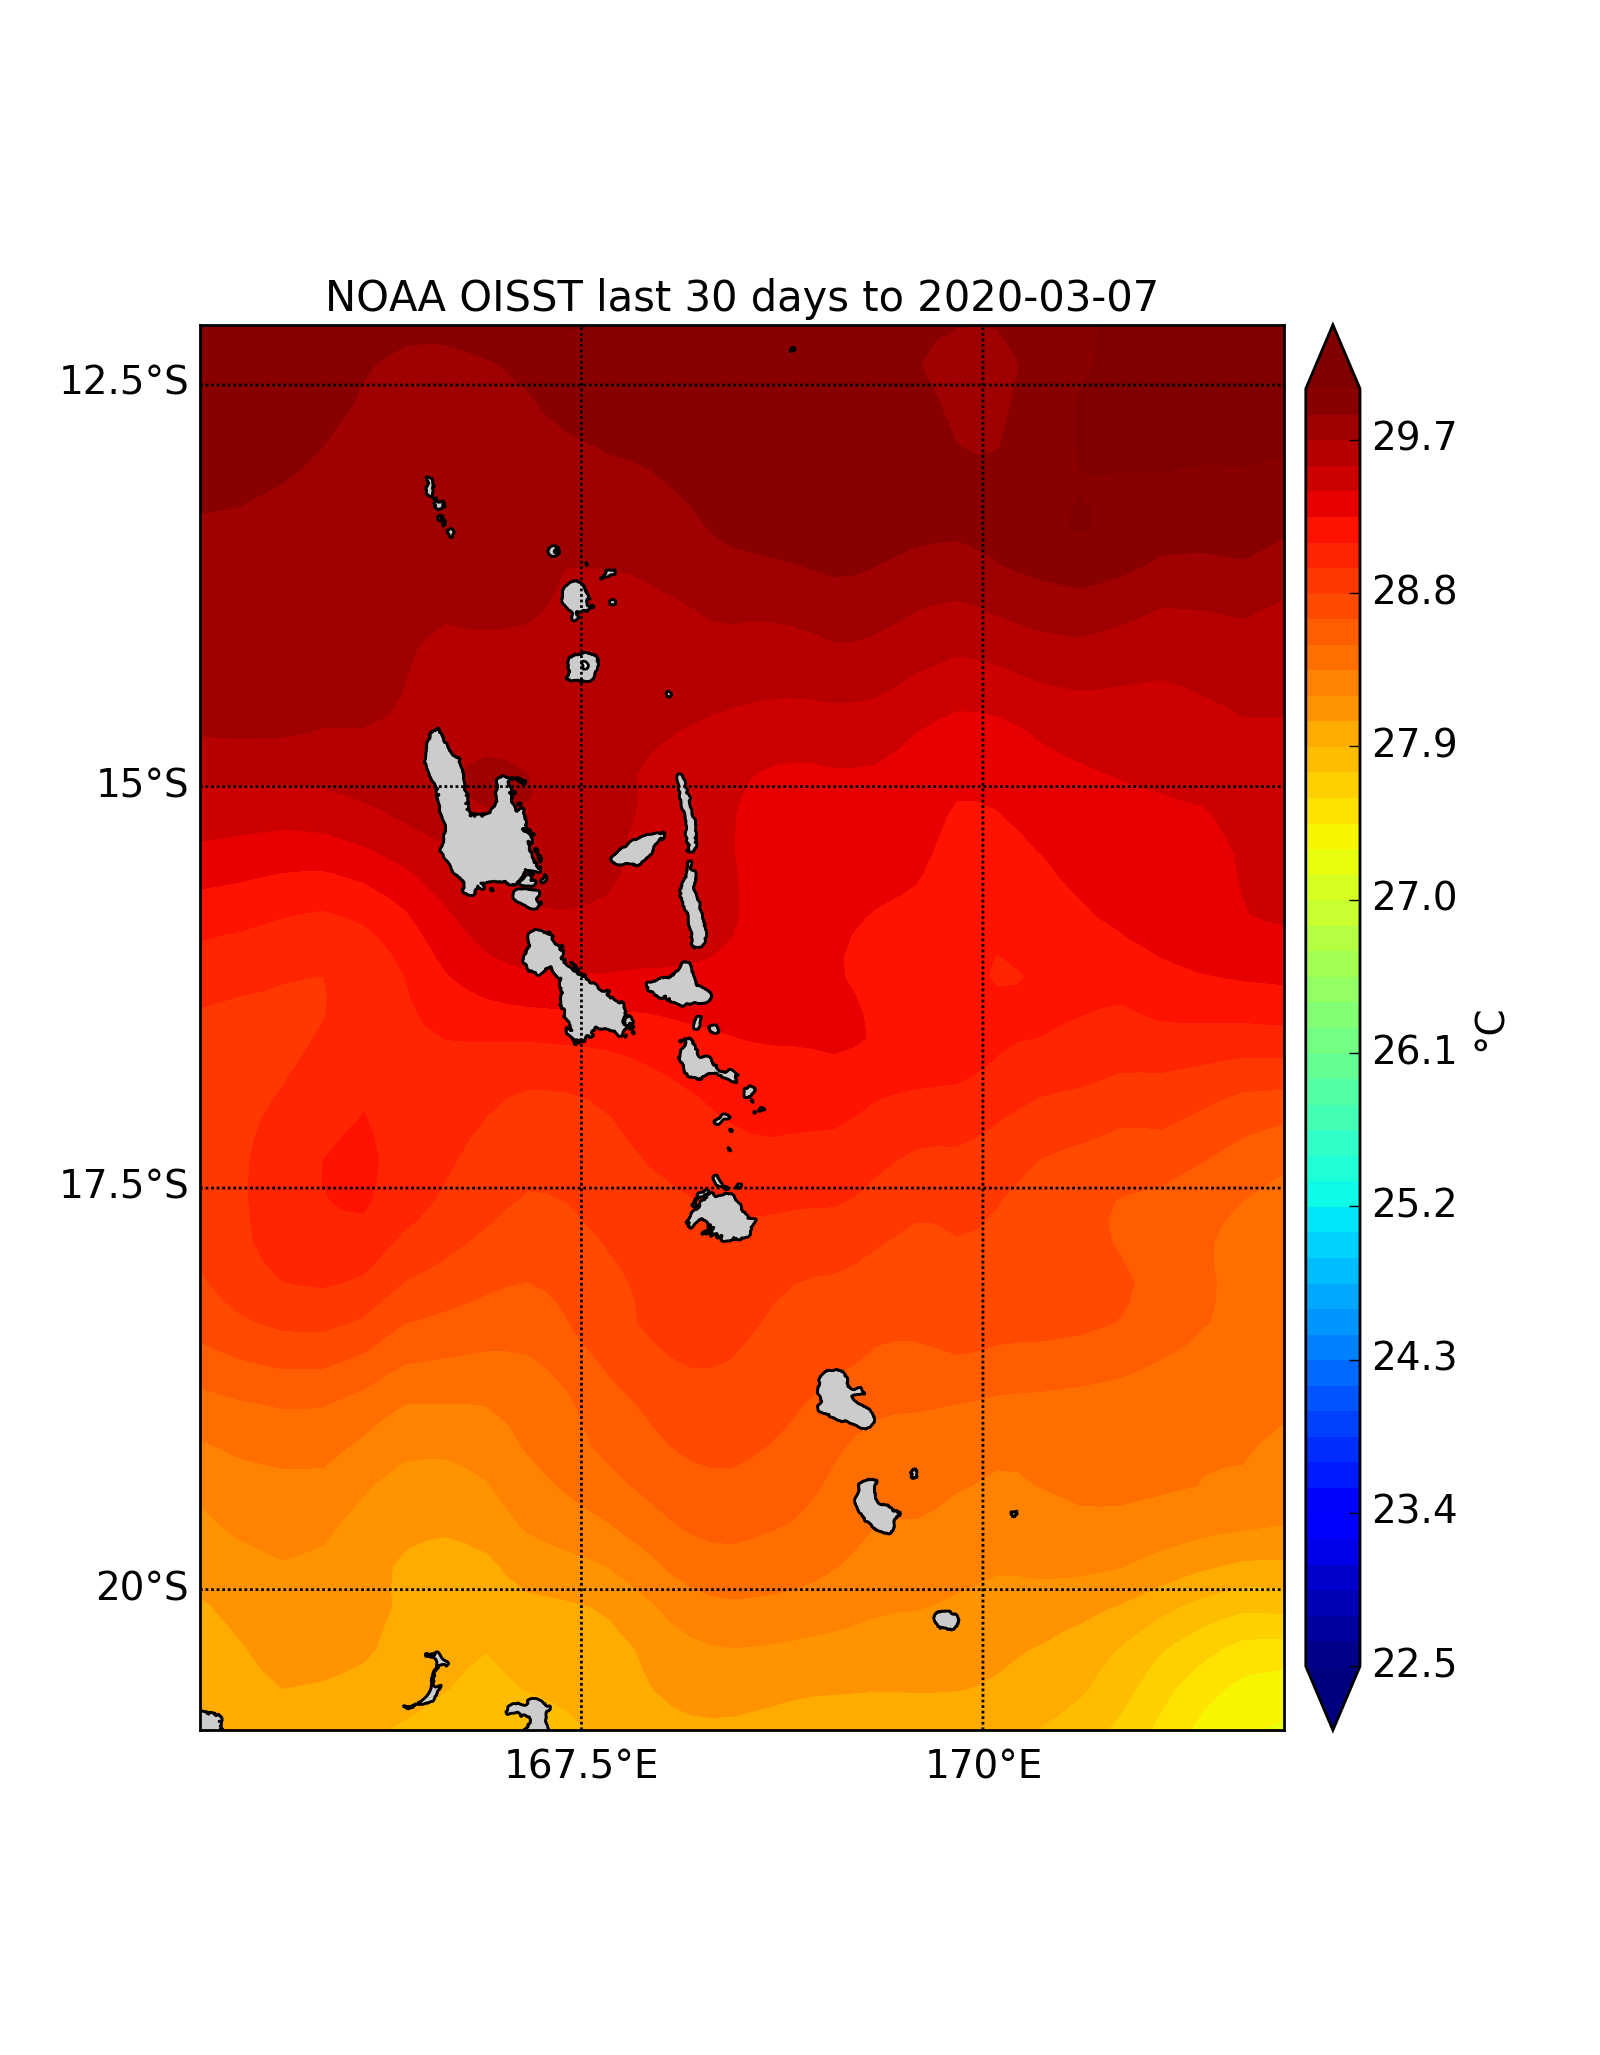 NOAA OISST last 30 days to 2020-03-07
12.5°S
15°S
17.5°S
20°S
167.5°E
170°E
29.7
28.8
27.9
27.0
26.1
25.2
24.3
23.4
22.5
°C